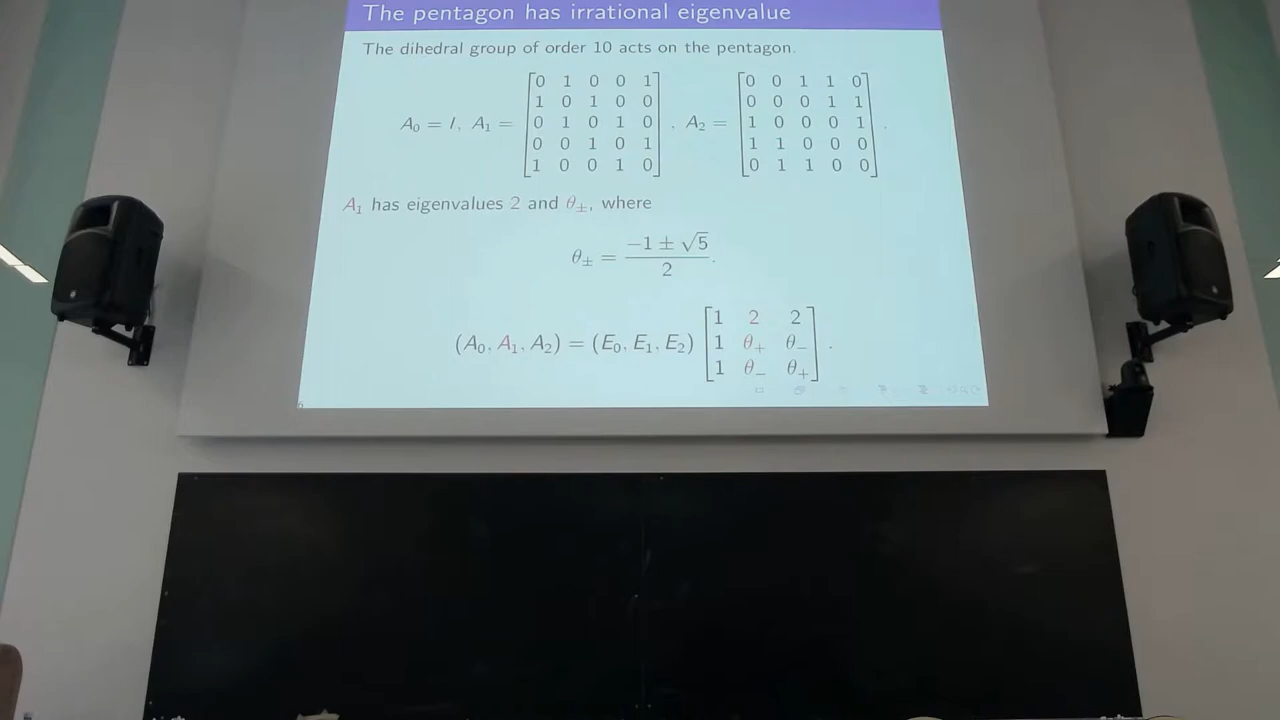 The pentagon has irrational eigenvalue
The dihedral group of order 10 acts on the pentagon.
A₀ = I, A₁ = [0 1 0 0 1; 1 0 1 0 0; 0 1 0 1 0; 0 0 1 0 1; 1 0 0 1 0], A₂ = [0 0 1 1 0; 0 0 0 1 1; 1 0 0 0 1; 1 1 0 0 0; 0 1 1 0 0].
A₁ has eigenvalues 2 and θ±, where
θ± = (−1 ± √5)/2.
(A₀, A₁, A₂) = (E₀, E₁, E₂) [1 2 2; 1 θ₊ θ₋; 1 θ₋ θ₊].